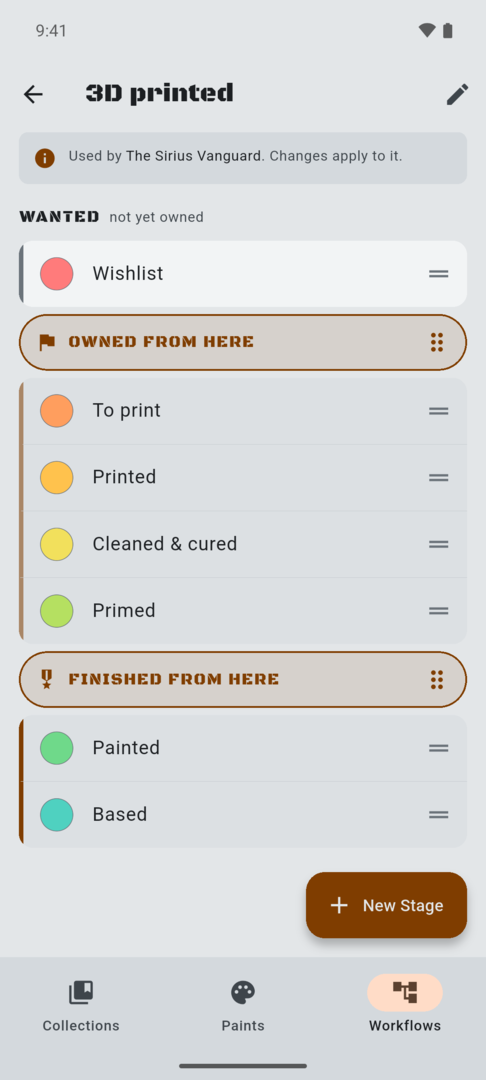 9:41
3D printed
Used by The Sirius Vanguard. Changes apply to it.
WANTED not yet owned
Wishlist
OWNED FROM HERE
To print
Printed
Cleaned & cured
Primed
FINISHED FROM HERE
Painted
Based
New Stage
Collections
Paints
Workflows